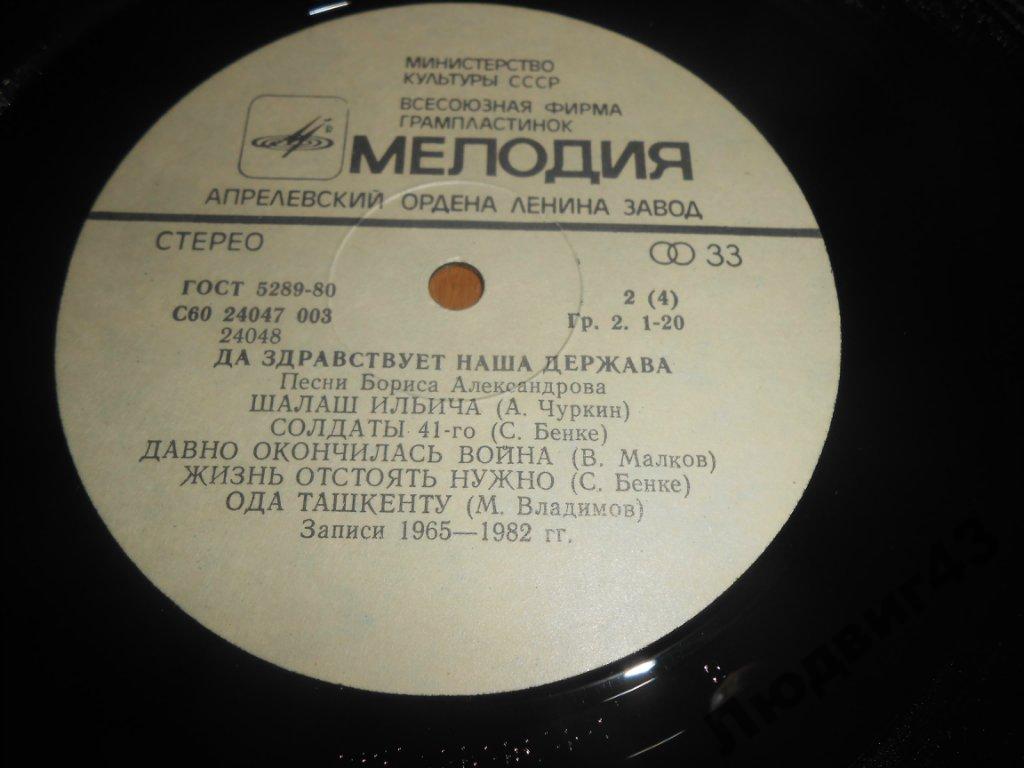 МИНИСТЕРСТВО
КУЛЬТУРЫ СССР
ВСЕСОЮЗНАЯ ФИРМА
ГРАМПЛАСТИНОК
МЕЛОДИЯ
АПРЕЛЕВСКИЙ ОРДЕНА ЛЕНИНА ЗАВОД
СТЕРЕО
33
ГОСТ 5289-80
2 (4)
С60 24047 003
Гр. 2. 1-20
24048
ДА ЗДРАВСТВУЕТ НАША ДЕРЖАВА
Песни Бориса Александрова
ШАЛАШ ИЛЬИЧА (А. Чуркин)
СОЛДАТЫ 41-го (С. Бенке)
ДАВНО ОКОНЧИЛАСЬ ВОЙНА (В. Малков)
ЖИЗНЬ ОТСТОЯТЬ НУЖНО (С. Бенке)
ОДА ТАШКЕНТУ (М. Владимов)
Записи 1965—1982 гг.
Людвиг43